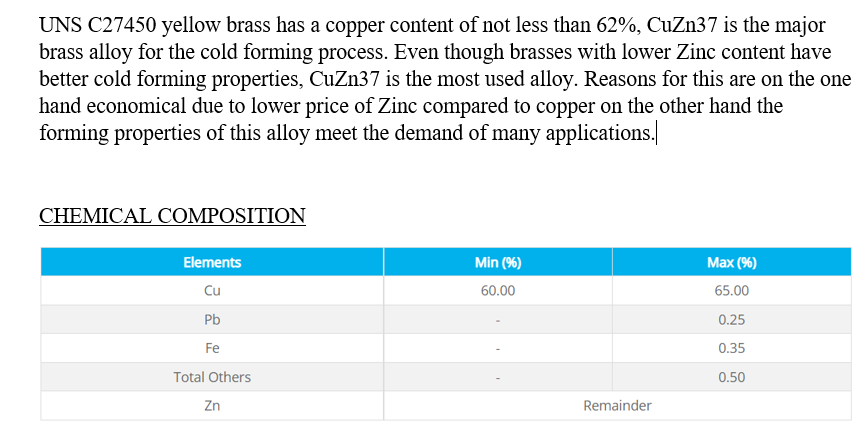 UNS C27450 yellow brass has a copper content of not less than 62%, CuZn37 is the major
brass alloy for the cold forming process. Even though brasses with lower Zinc content have
better cold forming properties, CuZn37 is the most used alloy. Reasons for this are on the one
hand economical due to lower price of Zinc compared to copper on the other hand the
forming properties of this alloy meet the demand of many applications.
CHEMICAL COMPOSITION
Elements Min (%) Max (%)
Cu 60.00 65.00
Pb - 0.25
Fe - 0.35
Total Others - 0.50
Zn Remainder